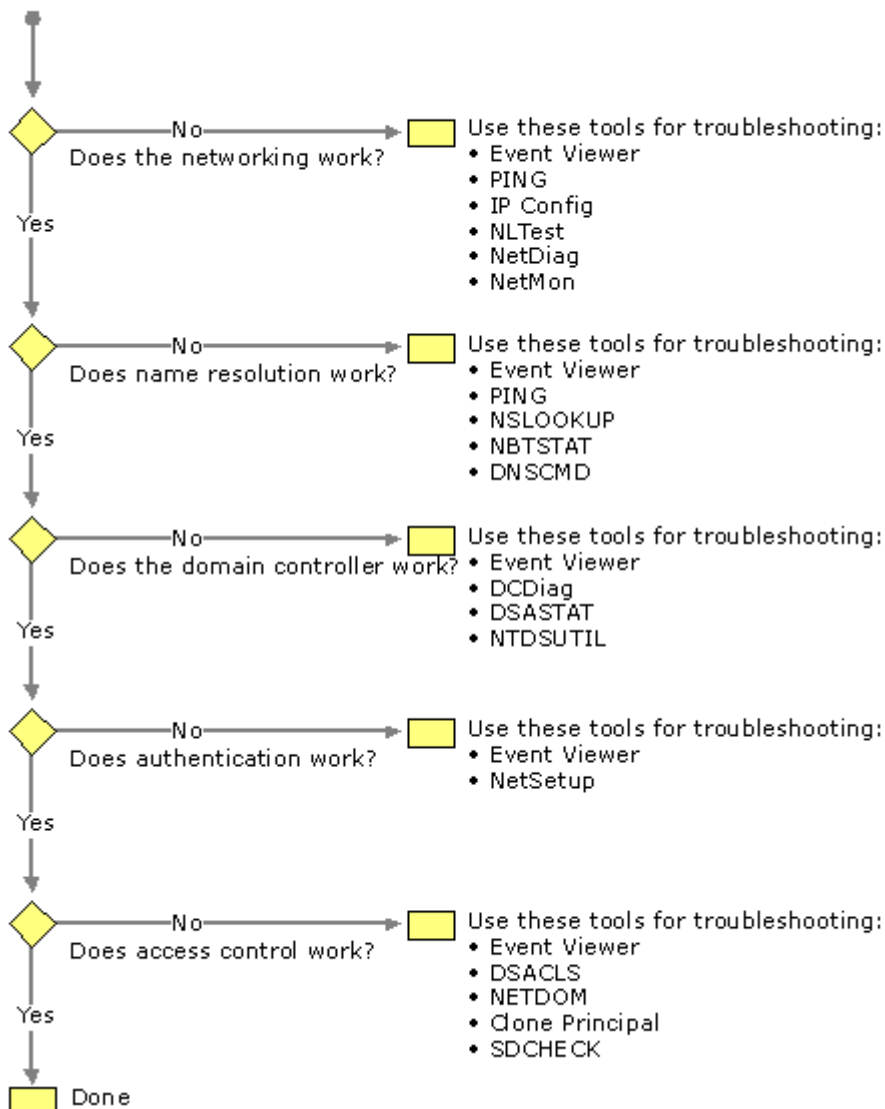 No
Does the networking work?
Use these tools for troubleshooting:
• Event Viewer
• PING
• IP Config
• NLTest
• NetDiag
• NetMon
Yes
No
Does name resolution work?
Use these tools for troubleshooting:
• Event Viewer
• PING
• NSLOOKUP
• NBTSTAT
• DNSCMD
Yes
No
Does the domain controller work?
Use these tools for troubleshooting:
• Event Viewer
• DCDiag
• DSASTAT
• NTDSUTIL
Yes
No
Does authentication work?
Use these tools for troubleshooting:
• Event Viewer
• NetSetup
Yes
No
Does access control work?
Use these tools for troubleshooting:
• Event Viewer
• DSACLS
• NETDOM
• Clone Principal
• SDCHECK
Yes
Done